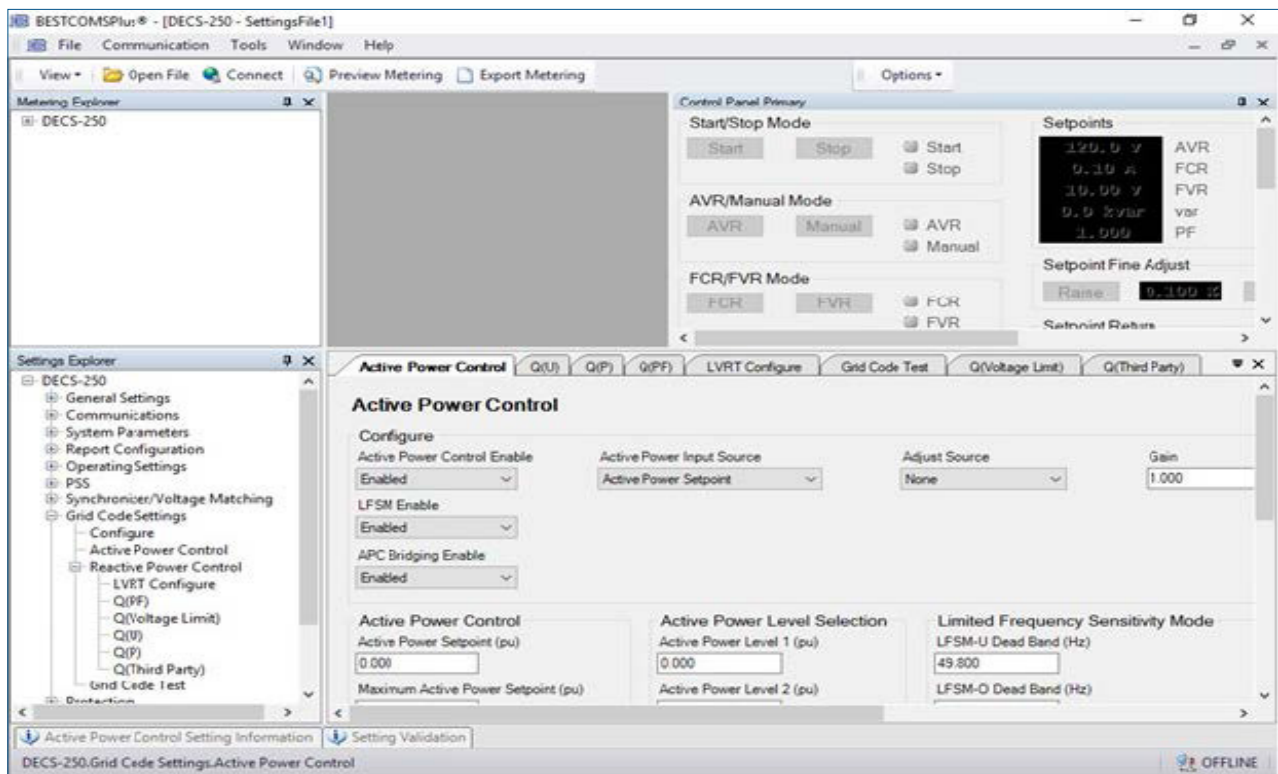 BESTCOMSPlus® - [DECS-250 - SettingsFile1]
File Communication Tools Window Help
View Open File Connect Preview Metering Export Metering Options
Metering Explorer
DECS-250
Control Panel Primary
Start/Stop Mode
Start Stop Start
Stop
AVR/Manual Mode
AVR Manual AVR
Manual
FCR/FVR Mode
FCR FVR FCR
FVR
Setpoints
120.0 V AVR
0.10 A FCR
10.00 V FVR
0.0 kvar var
1.000 PF
Setpoint Fine Adjust
Raise 0.100 %
Setpoint Return
Settings Explorer
DECS-250
General Settings
Communications
System Parameters
Report Configuration
Operating Settings
PSS
Synchronizer/Voltage Matching
Grid Code Settings
Configure
Active Power Control
Reactive Power Control
LVRT Configure
Q(PF)
Q(Voltage Limit)
Q(U)
Q(P)
Q(Third Party)
Grid Code Test
Protection
Active Power Control Q(U) Q(P) Q(PF) LVRT Configure Grid Code Test Q(Voltage Limit) Q(Third Party)
Active Power Control
Configure
Active Power Control Enable Active Power Input Source Adjust Source Gain
Enabled Active Power Setpoint None 1.000
LFSM Enable
Enabled
APC Bridging Enable
Enabled
Active Power Control
Active Power Setpoint (pu)
0.000
Maximum Active Power Setpoint (pu)
Active Power Level Selection
Active Power Level 1 (pu)
0.000
Active Power Level 2 (pu)
Limited Frequency Sensitivity Mode
LFSM-U Dead Band (Hz)
49.800
LFSM-O Dead Band (Hz)
Active Power Control Setting Information Setting Validation
DECS-250.Grid Code Settings.Active Power Control OFFLINE